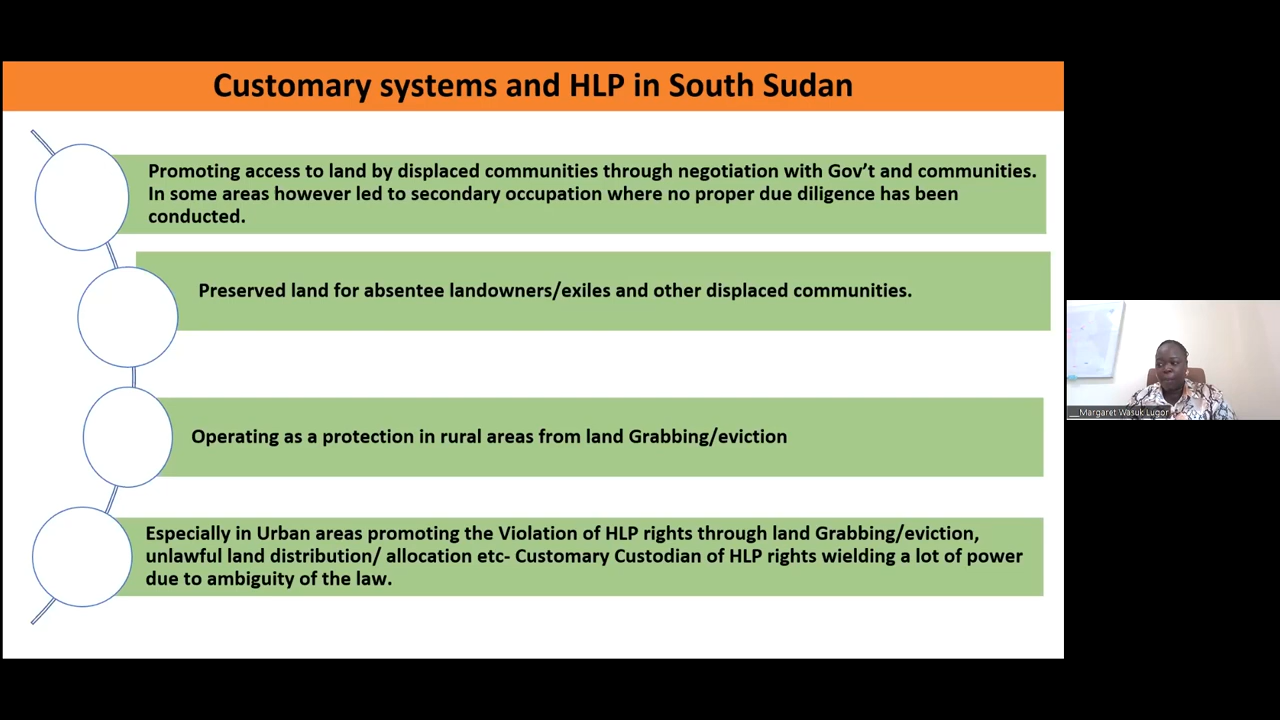 Customary systems and HLP in South Sudan
Promoting access to land by displaced communities through negotiation with Gov’t and communities.
In some areas however led to secondary occupation where no proper due diligence has been
conducted.
Preserved land for absentee landowners/exiles and other displaced communities.
Operating as a protection in rural areas from land Grabbing/eviction
Especially in Urban areas promoting the Violation of HLP rights through land Grabbing/eviction,
unlawful land distribution/ allocation etc- Customary Custodian of HLP rights wielding a lot of power
due to ambiguity of the law.
__Margaret Wasuk Lugor